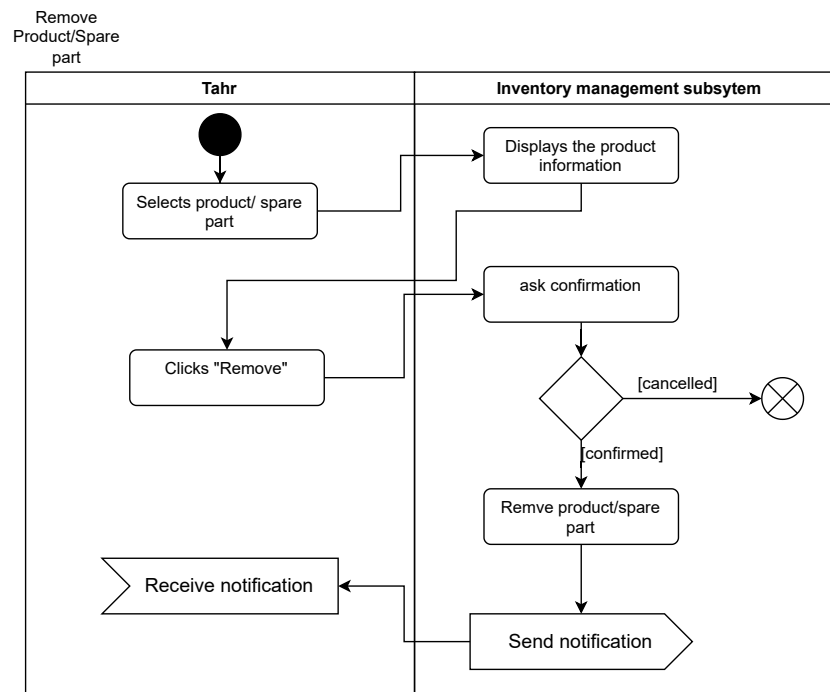 Remove
Product/Spare
part
Tahr
Inventory management subsytem
Displays the product
information
Selects product/ spare
part
ask confirmation
Clicks "Remove"
[cancelled]
[confirmed]
Remve product/spare
part
Receive notification
Send notification